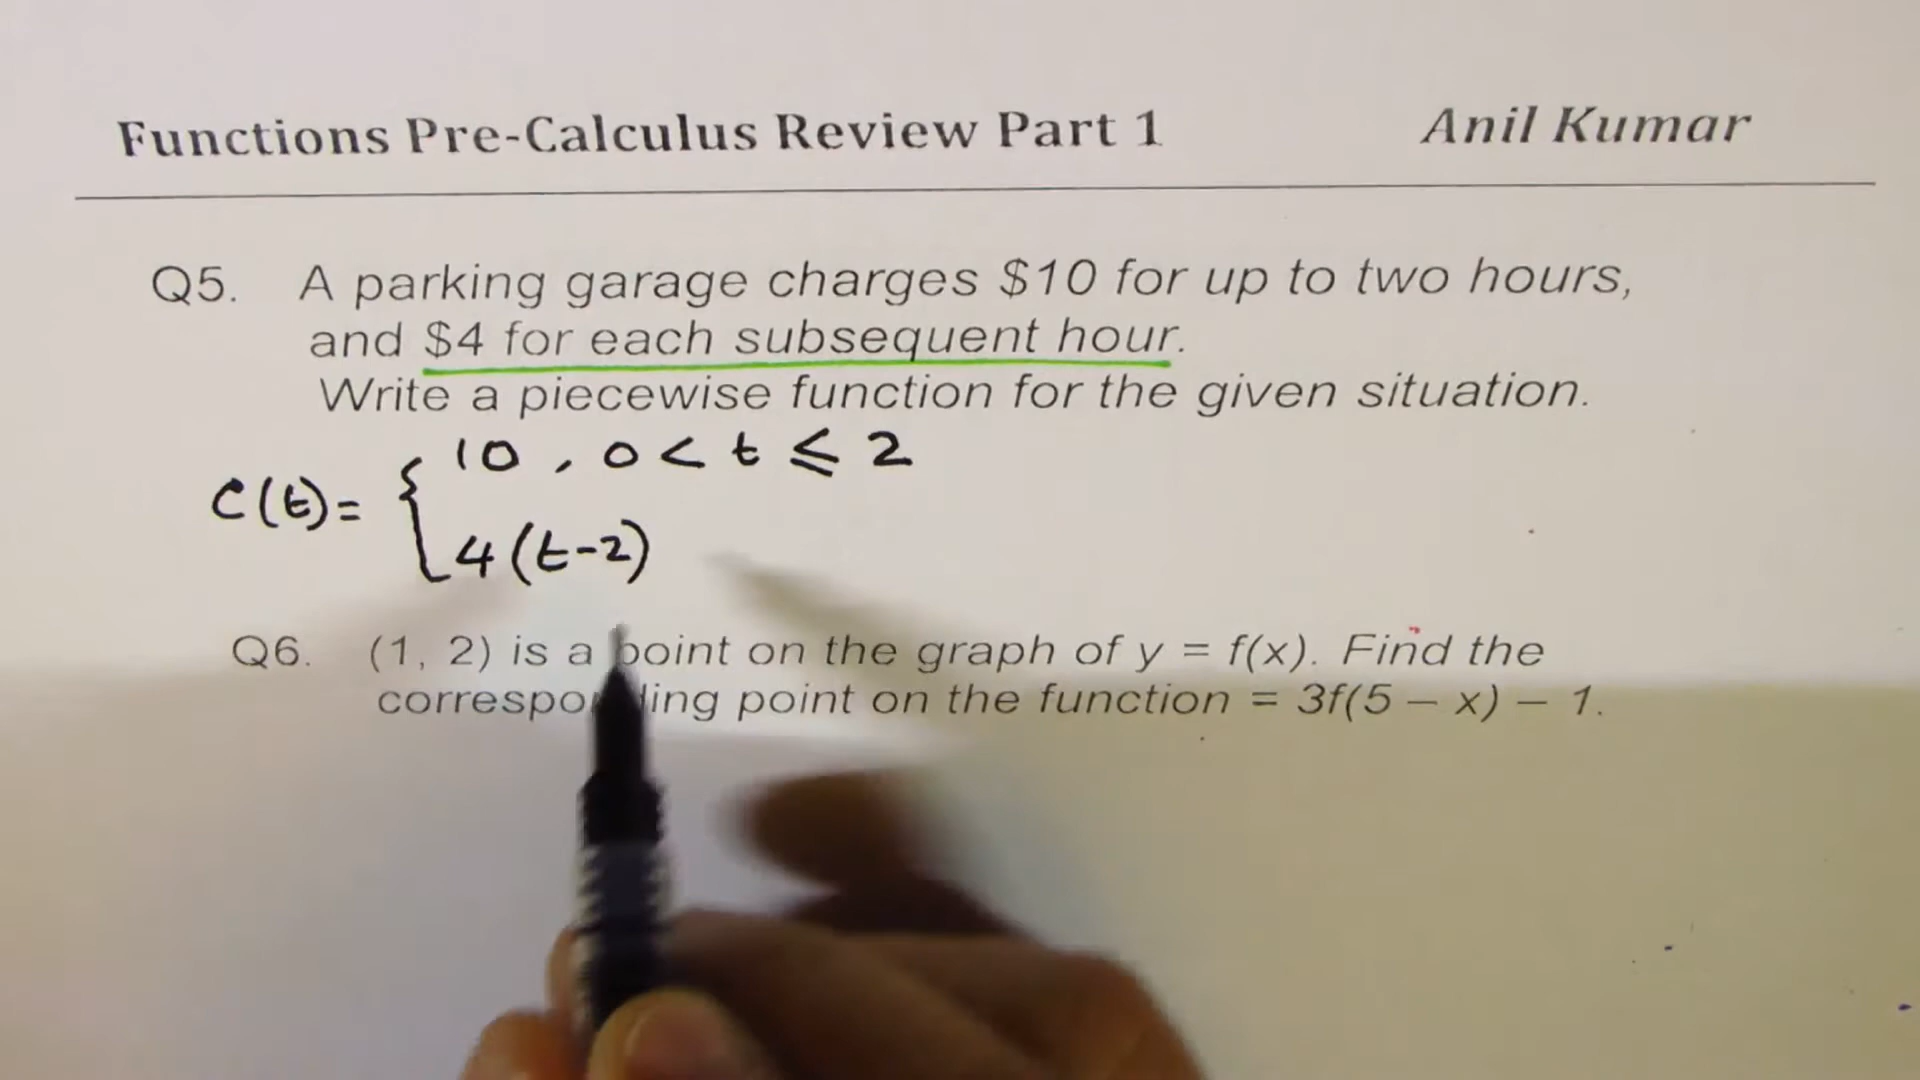 Functions Pre-Calculus Review Part 1 Anil Kumar
Q5. A parking garage charges $10 for up to two hours,
and $4 for each subsequent hour.
Write a piecewise function for the given situation.
10 , 0 < t ⩽ 2
C(t)= {
4(t-2)
Q6. (1, 2) is a point on the graph of y = f(x). Find the
corresponding point on the function = 3f(5 – x) – 1.